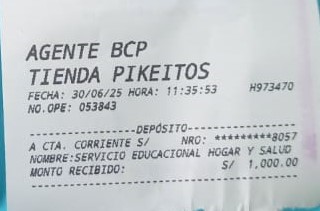 AGENTE BCP
TIENDA PIKEITOS
FECHA: 30/06/25 HORA: 11:35:53 H973470
NO.OPE: 053843
-----------------DEPÓSITO-----------------
A CTA. CORRIENTE S/ NRO: *********8057
NOMBRE:SERVICIO EDUCACIONAL HOGAR Y SALUD
MONTO RECIBIDO: S/ 1,000.00
------------------------------------------